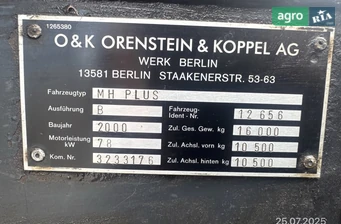 agro RIA
1265380
O&K ORENSTEIN & KOPPEL AG
WERK BERLIN
13581 BERLIN STAAKENERSTR. 53-63
Fahrzeugtyp MH PLUS
Ausführung B Fahrzeug-Ident-Nr. 12 656
Baujahr 2000 Zul. Ges. Gew. kg 16 000
Motorleistung kW 78 Zul. Achsl. vorn kg 10 500
Kom. Nr. 3233176 Zul. Achsl. hinten kg 10 500
25.07.2025